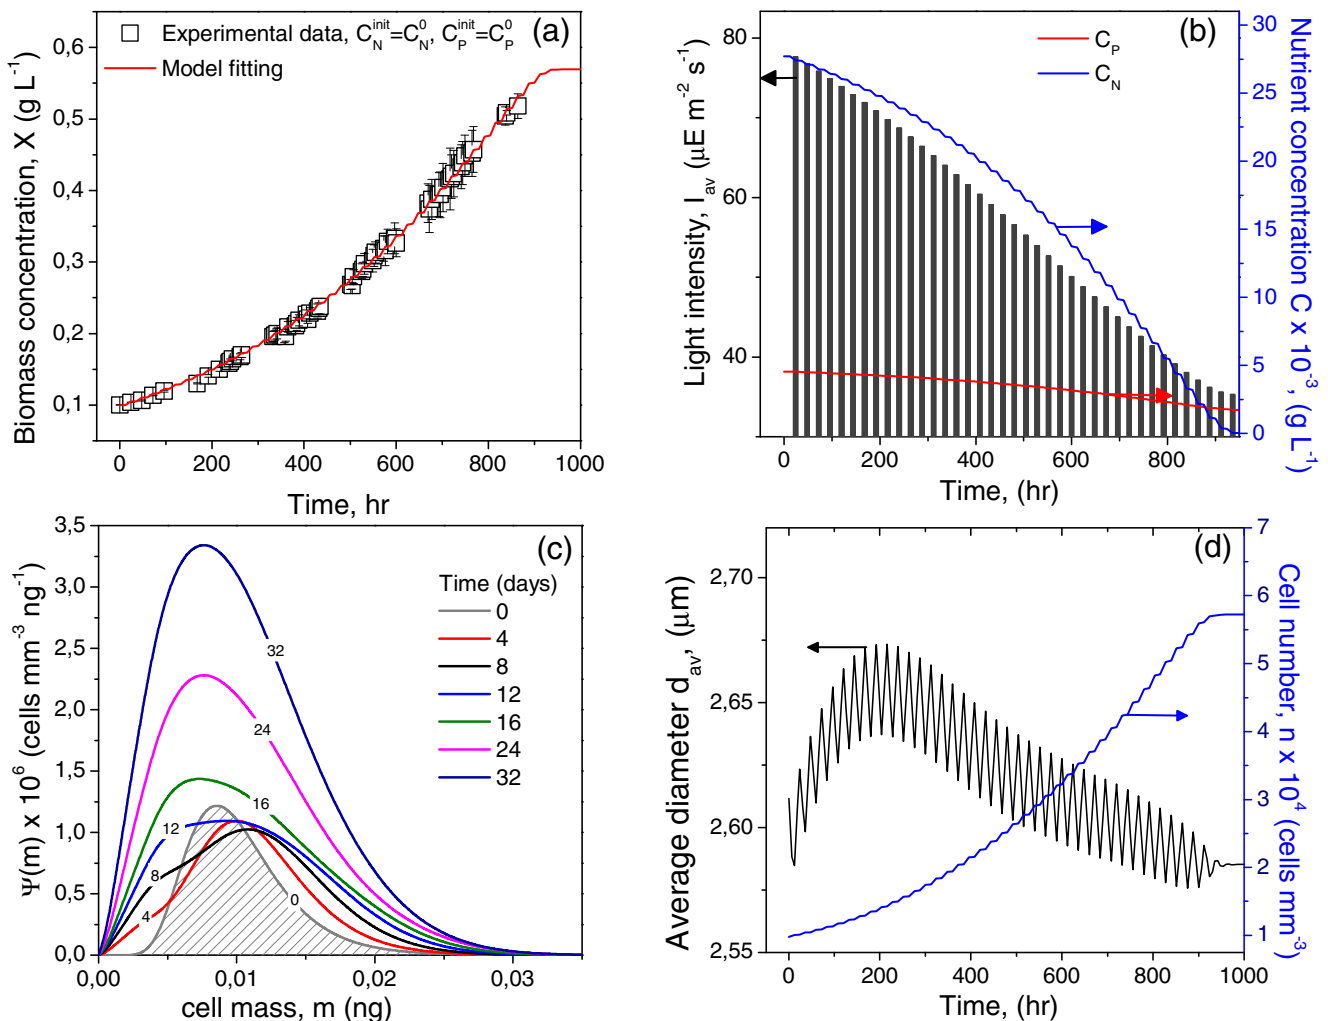 (a)
Experimental data, C_N^init=C_N^0, C_P^init=C_P^0
Model fitting
Biomass concentration, X (g L^-1)
0,6
0,5
0,4
0,3
0,2
0,1
0 200 400 600 800 1000
Time, hr
(b)
C_P
C_N
Light intensity, I_av (μE m^-2 s^-1)
80
60
40
Nutrient concentration C x 10^-3, (g L^-1)
30
25
20
15
10
5
0
0 200 400 600 800
Time, (hr)
(c)
Time (days)
0
4
8
12
16
24
32
Ψ(m) x 10^6 (cells mm^-3 ng^-1)
3,5
3,0
2,5
2,0
1,5
1,0
0,5
0,0
32
24
16
12
8
4
0
0,00 0,01 0,02 0,03
cell mass, m (ng)
(d)
Average diameter d_av, (μm)
2,70
2,65
2,60
2,55
Cell number, n x 10^4 (cells mm^-3)
7
6
5
4
3
2
1
0 200 400 600 800 1000
Time, (hr)